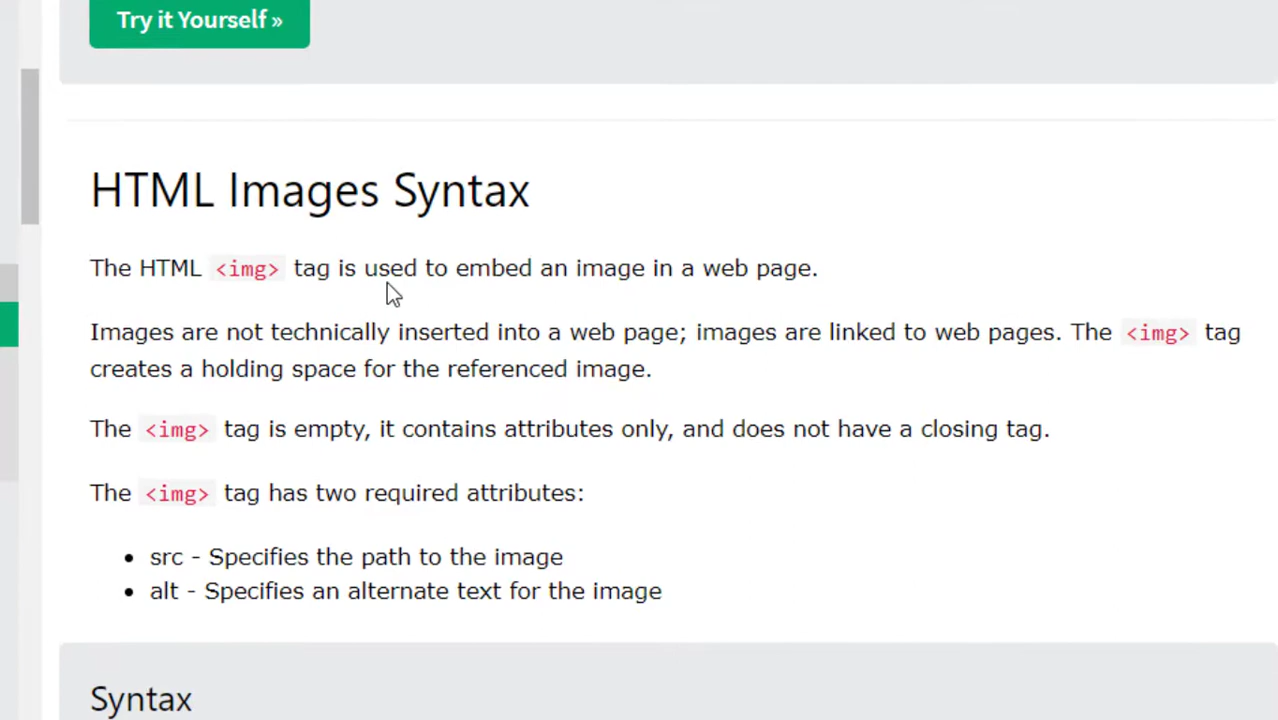 Try it Yourself »
HTML Images Syntax
The HTML <img> tag is used to embed an image in a web page.
Images are not technically inserted into a web page; images are linked to web pages. The <img> tag
creates a holding space for the referenced image.
The <img> tag is empty, it contains attributes only, and does not have a closing tag.
The <img> tag has two required attributes:
• src - Specifies the path to the image
• alt - Specifies an alternate text for the image
Syntax